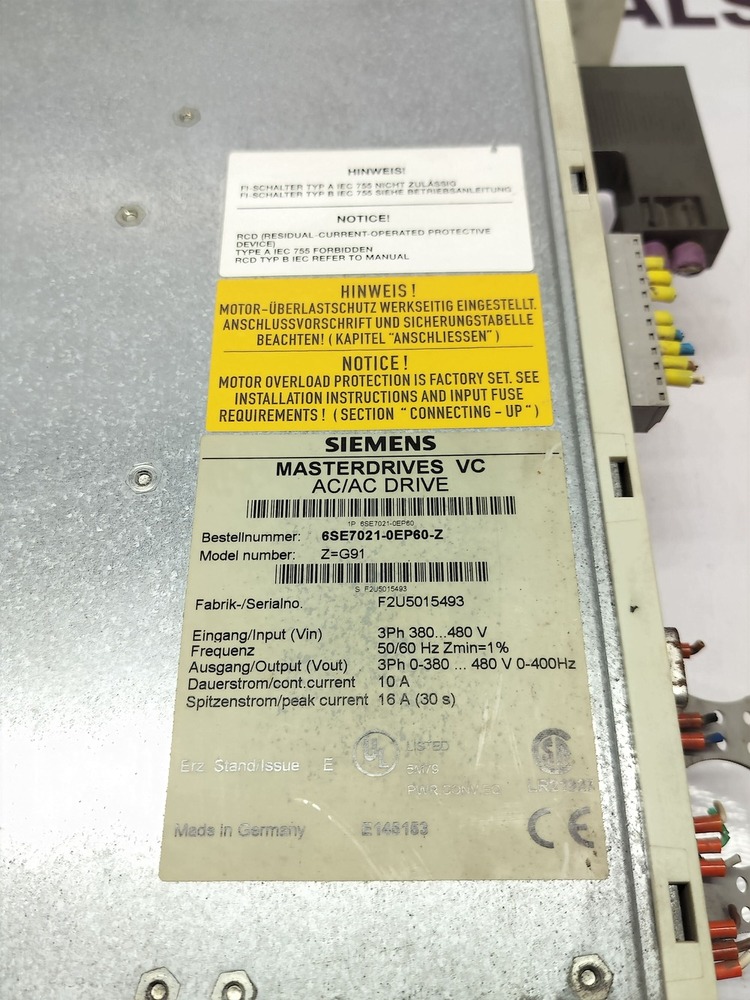 ALS
HINWEIS!
FI-SCHALTER TYP A IEC 755 NICHT ZULÄSSIG
FI-SCHALTER TYP B IEC 755 SIEHE BETRIEBSANLEITUNG
NOTICE!
RCD (RESIDUAL-CURRENT-OPERATED PROTECTIVE
DEVICE)
TYPE A IEC 755 FORBIDDEN
RCD TYP B IEC REFER TO MANUAL
HINWEIS!
MOTOR-ÜBERLASTSCHUTZ WERKSEITIG EINGESTELLT.
ANSCHLUSSVORSCHRIFT UND SICHERUNGSTABELLE
BEACHTEN! (KAPITEL "ANSCHLIESSEN")
NOTICE!
MOTOR OVERLOAD PROTECTION IS FACTORY SET. SEE
INSTALLATION INSTRUCTIONS AND INPUT FUSE
REQUIREMENTS! (SECTION "CONNECTING-UP")
SIEMENS
MASTERDRIVES VC
AC/AC DRIVE
1P 6SE7021-0EP60
Bestellnummer: 6SE7021-0EP60-Z
Model number: Z=G91
S F2U5015493
Fabrik-/Serialno. F2U5015493
Eingang/Input (Vin) 3Ph 380...480 V
Frequenz 50/60 Hz Zmin=1%
Ausgang/Output (Vout) 3Ph 0-380 ... 480 V 0-400Hz
Dauerstrom/cont.current 10 A
Spitzenstrom/peak current 16 A (30 s)
Erz. Stand/Issue E
UL LISTED
PWR CONV.EQ
Made in Germany E145153
CE